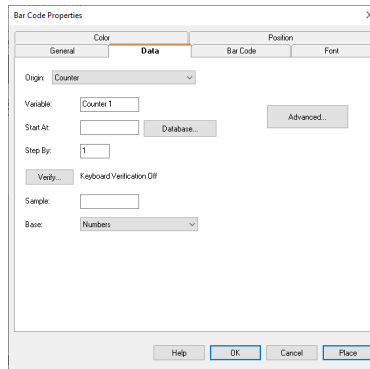 Bar Code Properties
Color Position
General Data Bar Code Font
Origin: Counter
Variable: Counter 1
Advanced...
Start At: Database...
Step By: 1
Verify... Keyboard Verification Off
Sample:
Base: Numbers
Help OK Cancel Place